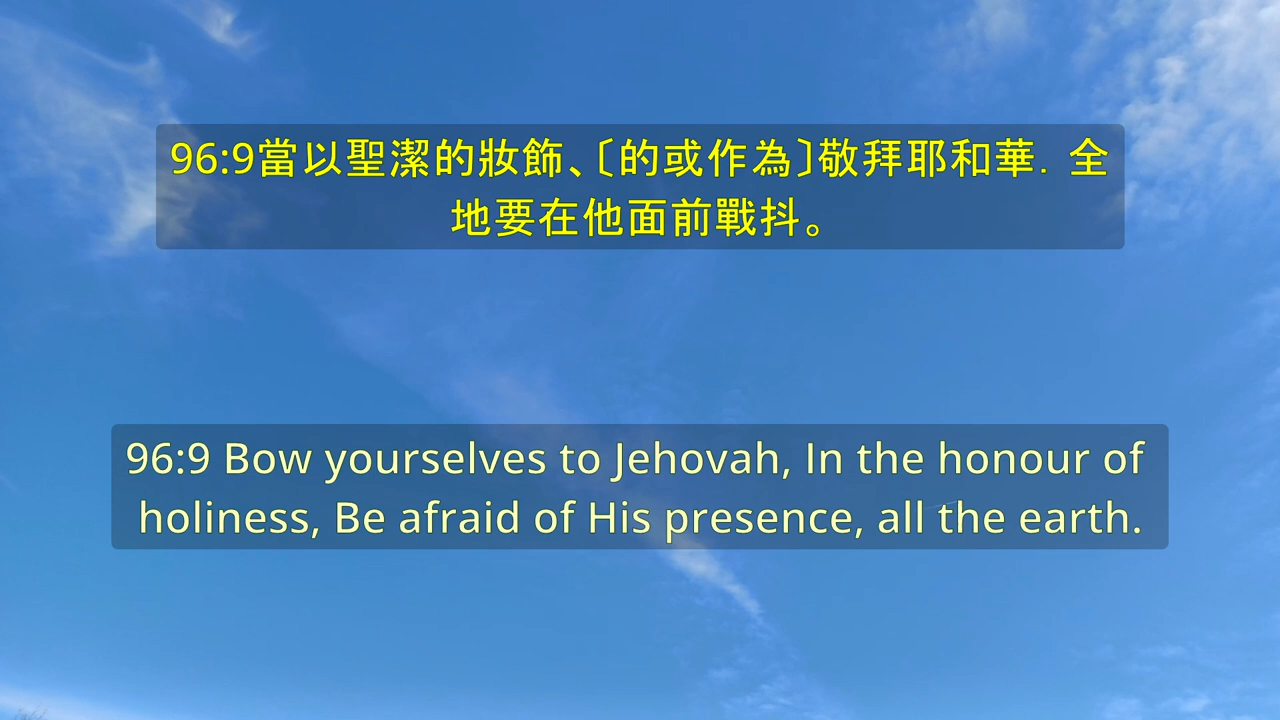 96:9當以聖潔的妝飾、〔的或作為〕敬拜耶和華．全
地要在他面前戰抖。
96:9 Bow yourselves to Jehovah, In the honour of
holiness, Be afraid of His presence, all the earth.